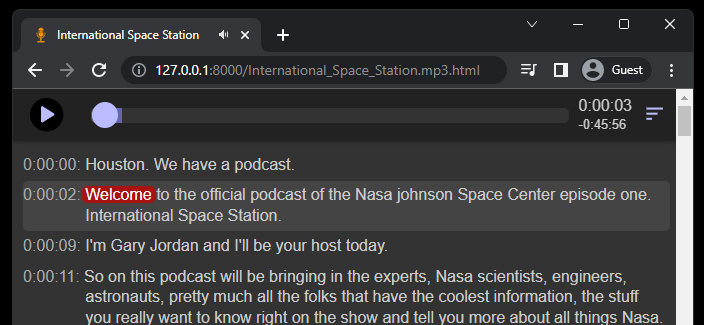 International Space Station
127.0.0.1:8000/International_Space_Station.mp3.html
Guest
0:00:03
-0:45:56
0:00:00: Houston. We have a podcast.
0:00:02: Welcome to the official podcast of the Nasa johnson Space Center episode one.
International Space Station.
0:00:09: I'm Gary Jordan and I'll be your host today.
0:00:11: So on this podcast will be bringing in the experts, Nasa scientists, engineers,
astronauts, pretty much all the folks that have the coolest information, the stuff
you really want to know right on the show and tell you more about all things Nasa.